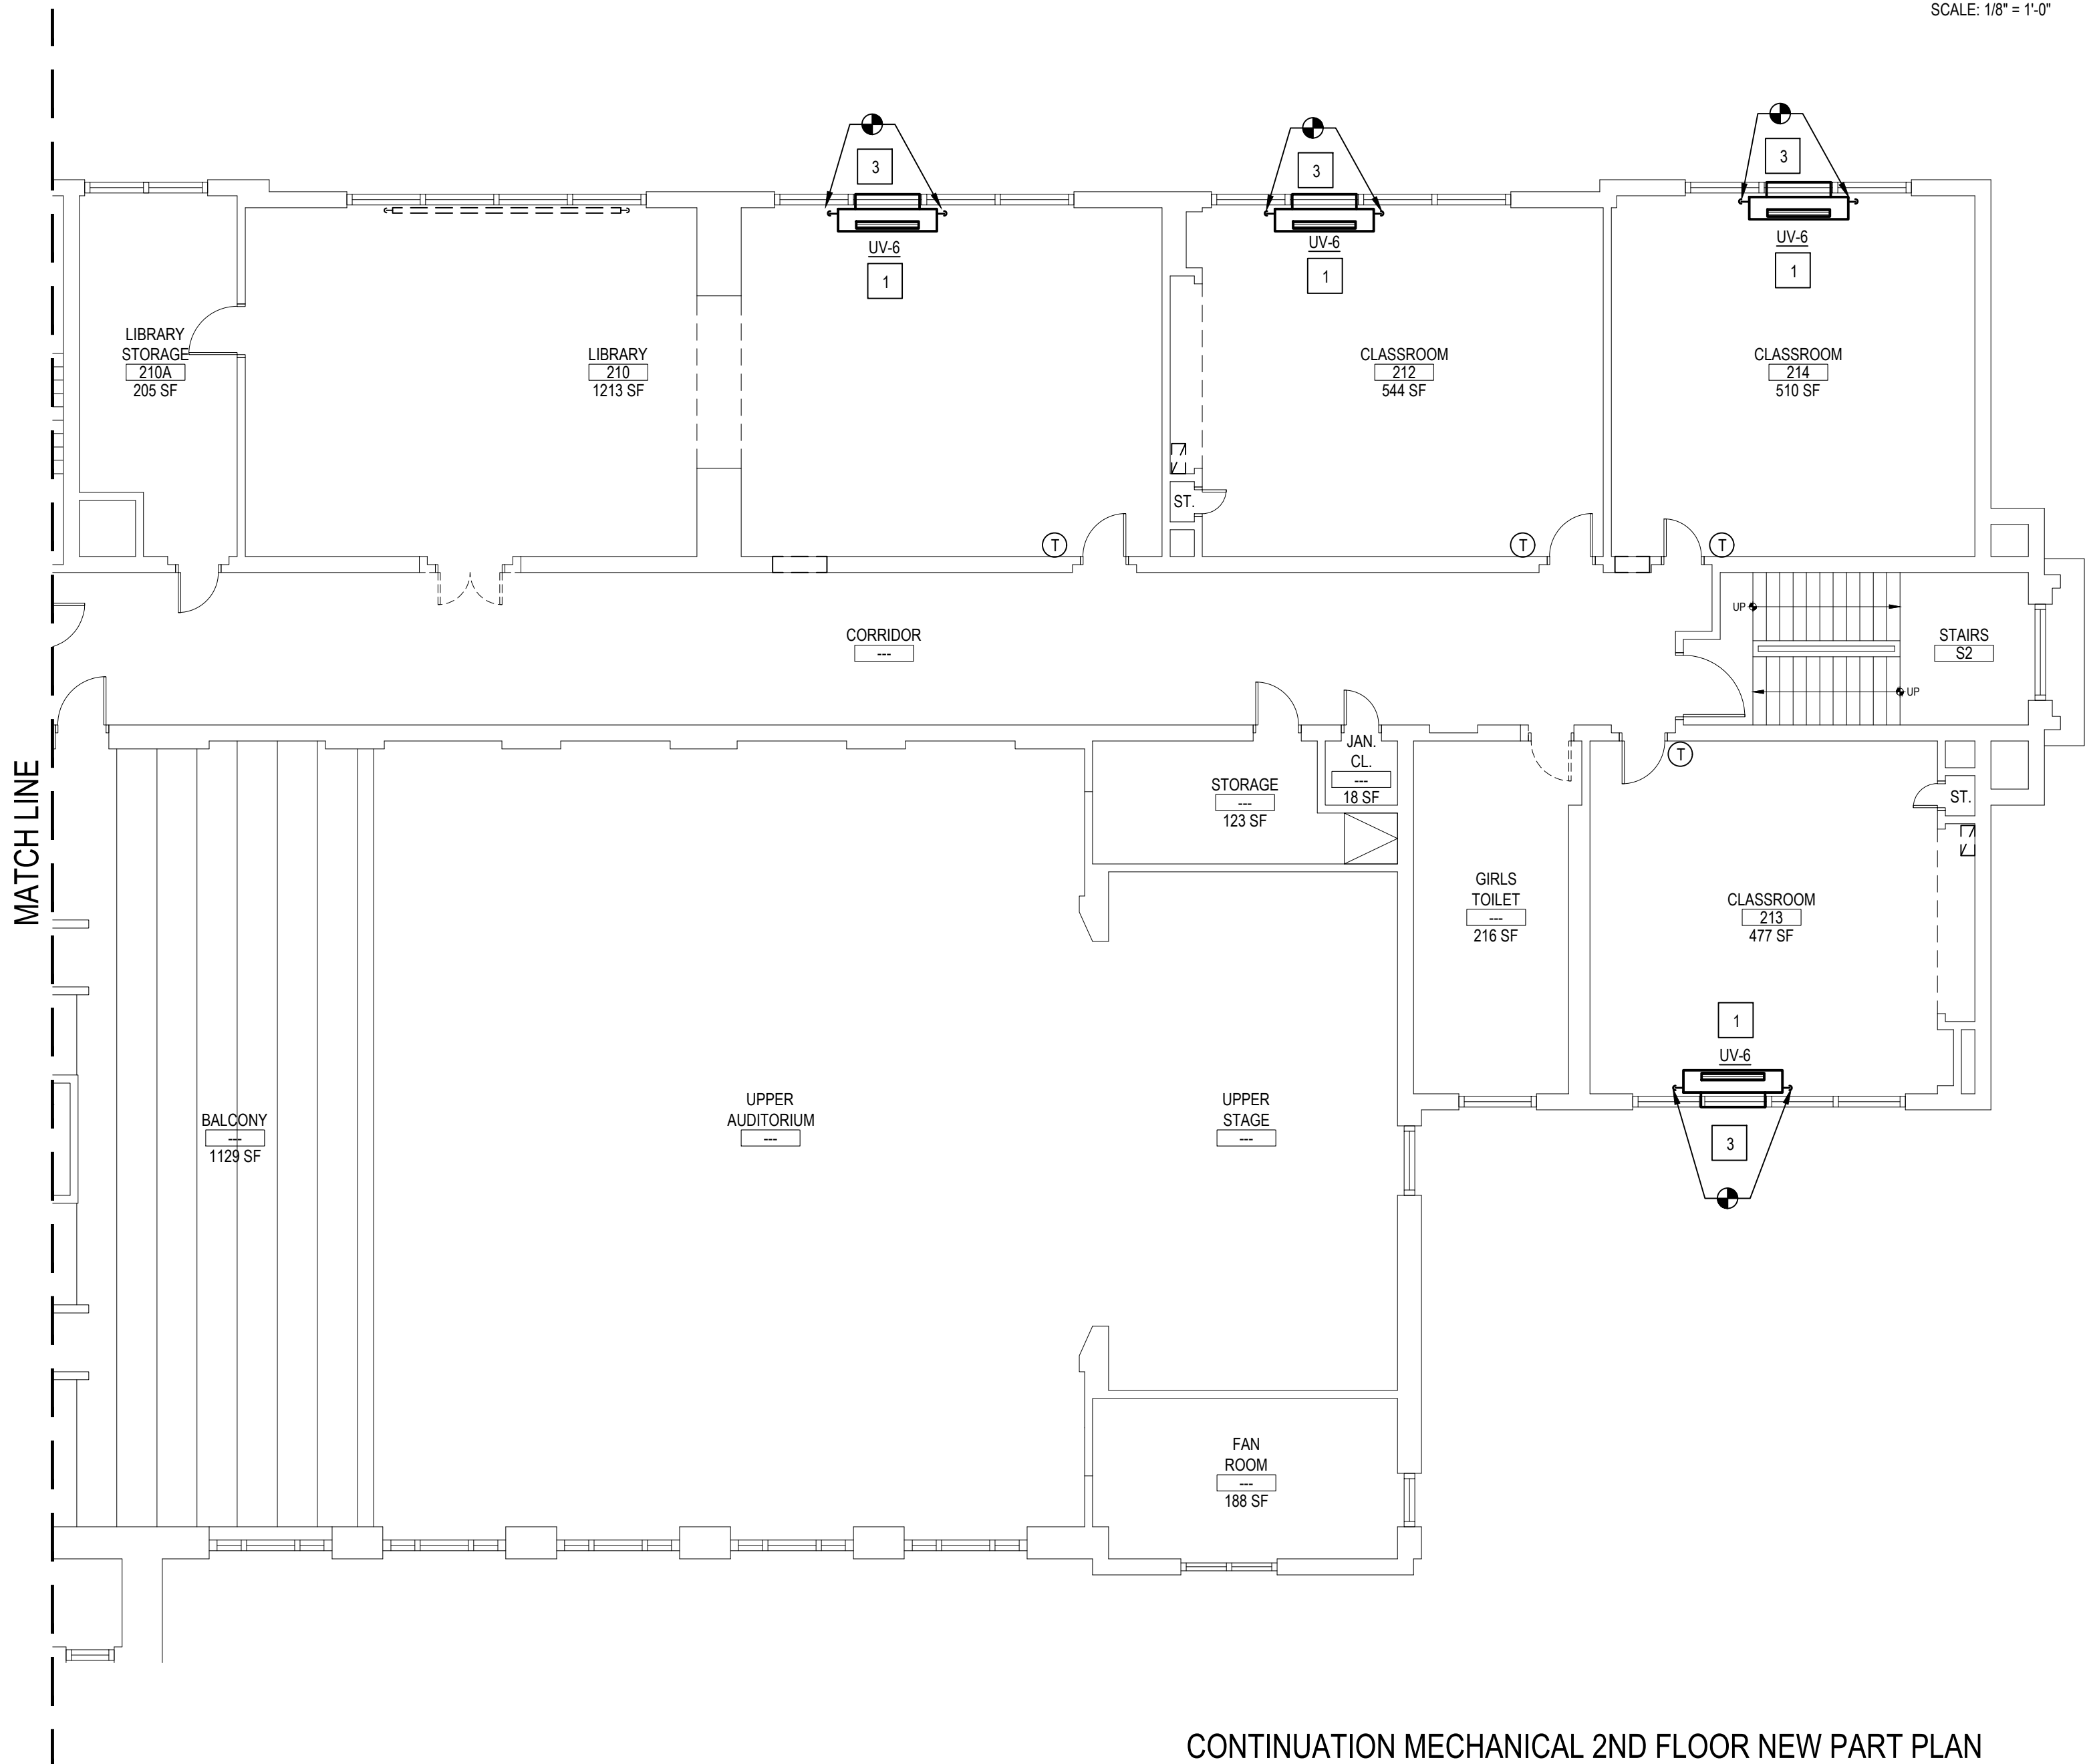 SCALE: 1/8" = 1'-0"
3
3
3
UV-6
1
UV-6
1
UV-6
1
LIBRARY
STORAGE
210A
205 SF
LIBRARY
210
1213 SF
CLASSROOM
212
544 SF
CLASSROOM
214
510 SF
ST.
T
T
T
UP
UP
CORRIDOR
---
STAIRS
S2
MATCH LINE
T
JAN.
CL.
---
18 SF
STORAGE
---
123 SF
ST.
GIRLS
TOILET
---
216 SF
CLASSROOM
213
477 SF
1
UV-6
3
BALCONY
---
1129 SF
UPPER
AUDITORIUM
---
UPPER
STAGE
---
FAN
ROOM
---
188 SF
CONTINUATION MECHANICAL 2ND FLOOR NEW PART PLAN